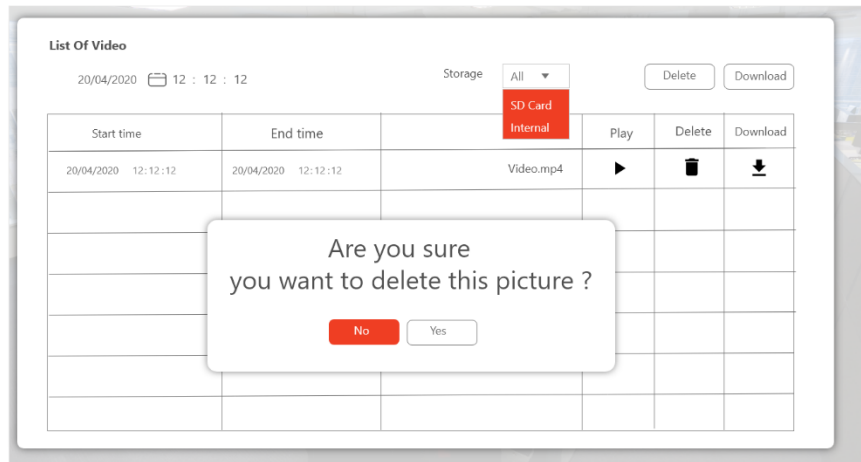 List Of Video
20/04/2020 12 : 12 : 12 Storage All Delete Download
SD Card
Internal
Start time End time Play Delete Download
20/04/2020 12:12:12 20/04/2020 12:12:12 Video.mp4
Are you sure
you want to delete this picture ?
No Yes